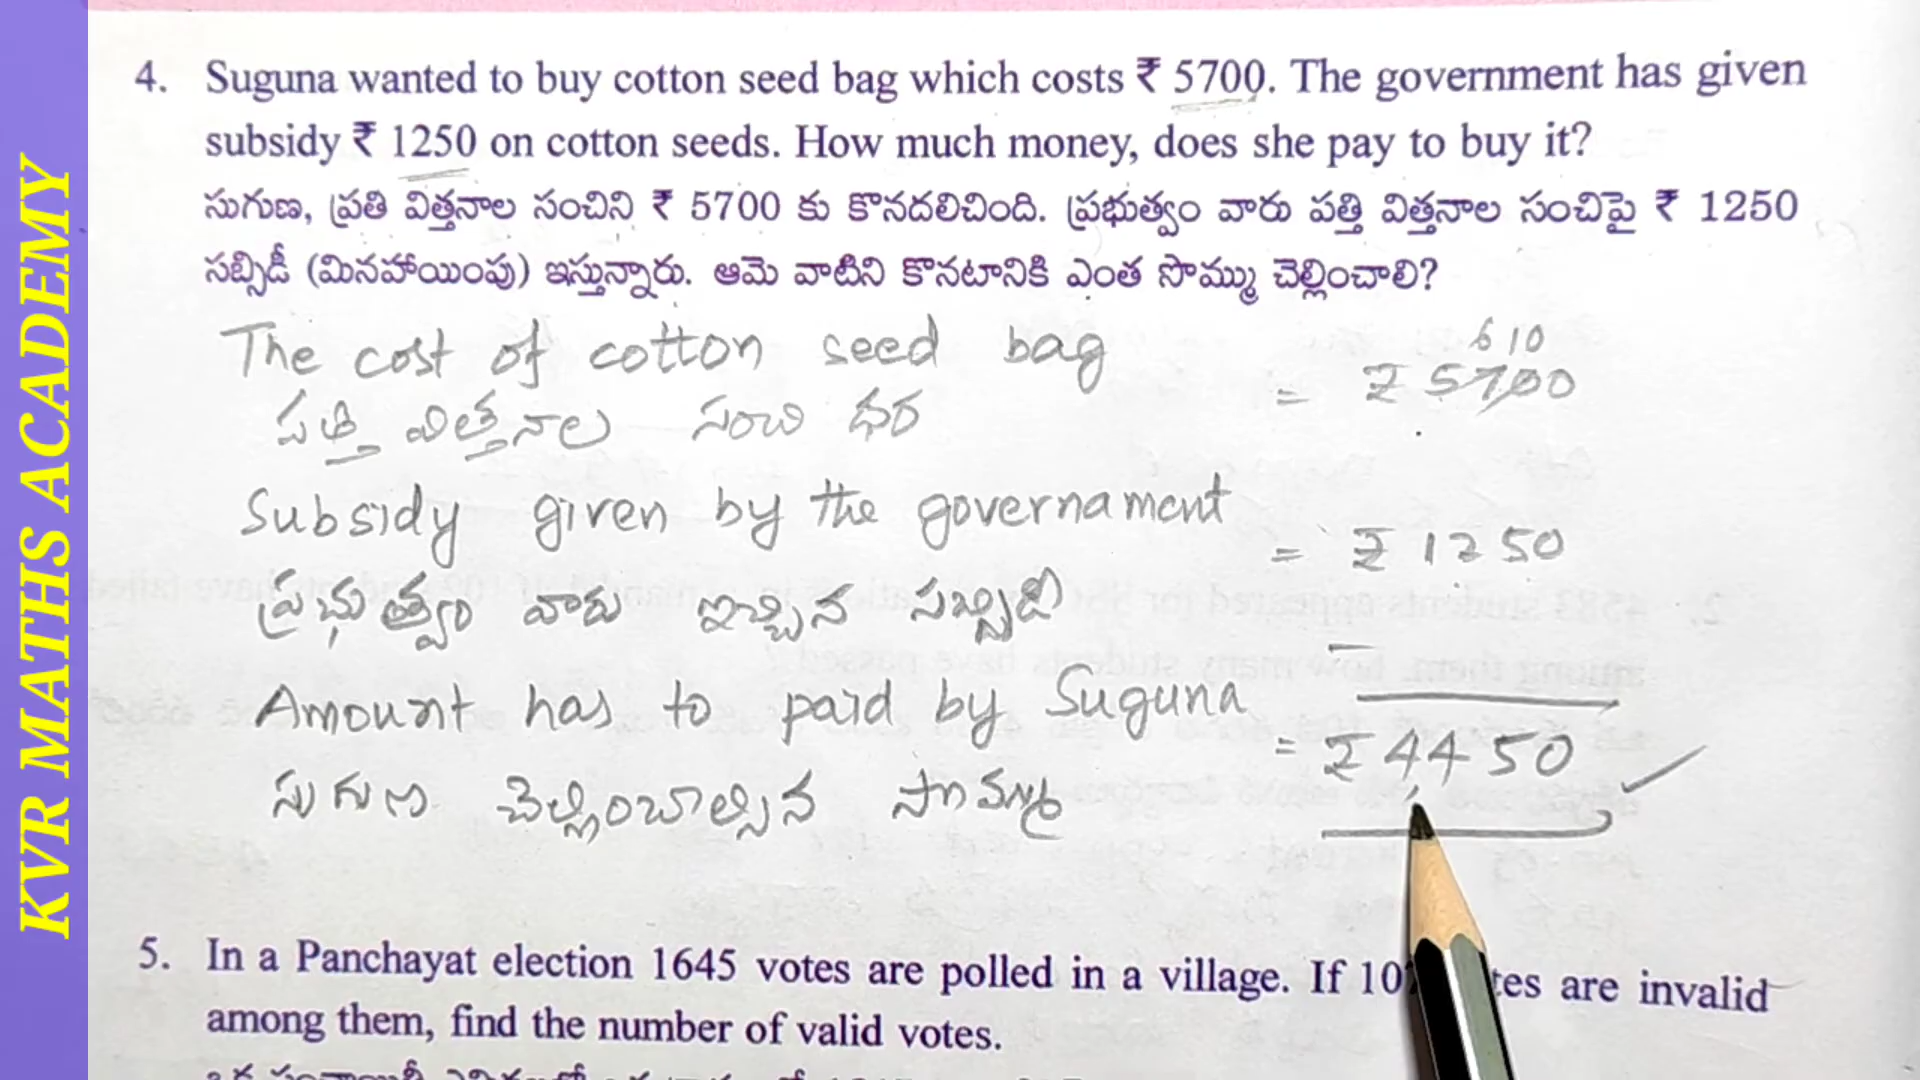 KVR MATHS ACADEMY
4. Suguna wanted to buy cotton seed bag which costs ₹ 5700. The government has given
subsidy ₹ 1250 on cotton seeds. How much money, does she pay to buy it?
సుగుణ, ప్రతి విత్తనాల సంచిని ₹ 5700 కు కొనదలిచింది. ప్రభుత్వం వారు పత్తి విత్తనాల సంచిపై ₹ 1250
సబ్సిడీ (మినహాయింపు) ఇస్తున్నారు. ఆమె వాటిని కొనటానికి ఎంత సొమ్ము చెల్లించాలి?
6 10
The cost of cotton seed bag = ₹ 5700
పత్తి విత్తనాల సంచి ధర
Subsidy given by the governament = ₹ 1250
ప్రభుత్వం వారు ఇచ్చిన సబ్సిడీ
Amount has to paid by Suguna = ₹ 4450
సుగుణ చెల్లించాల్సిన సొమ్ము
5. In a Panchayat election 1645 votes are polled in a village. If are invalid
among them, find the number of valid votes.